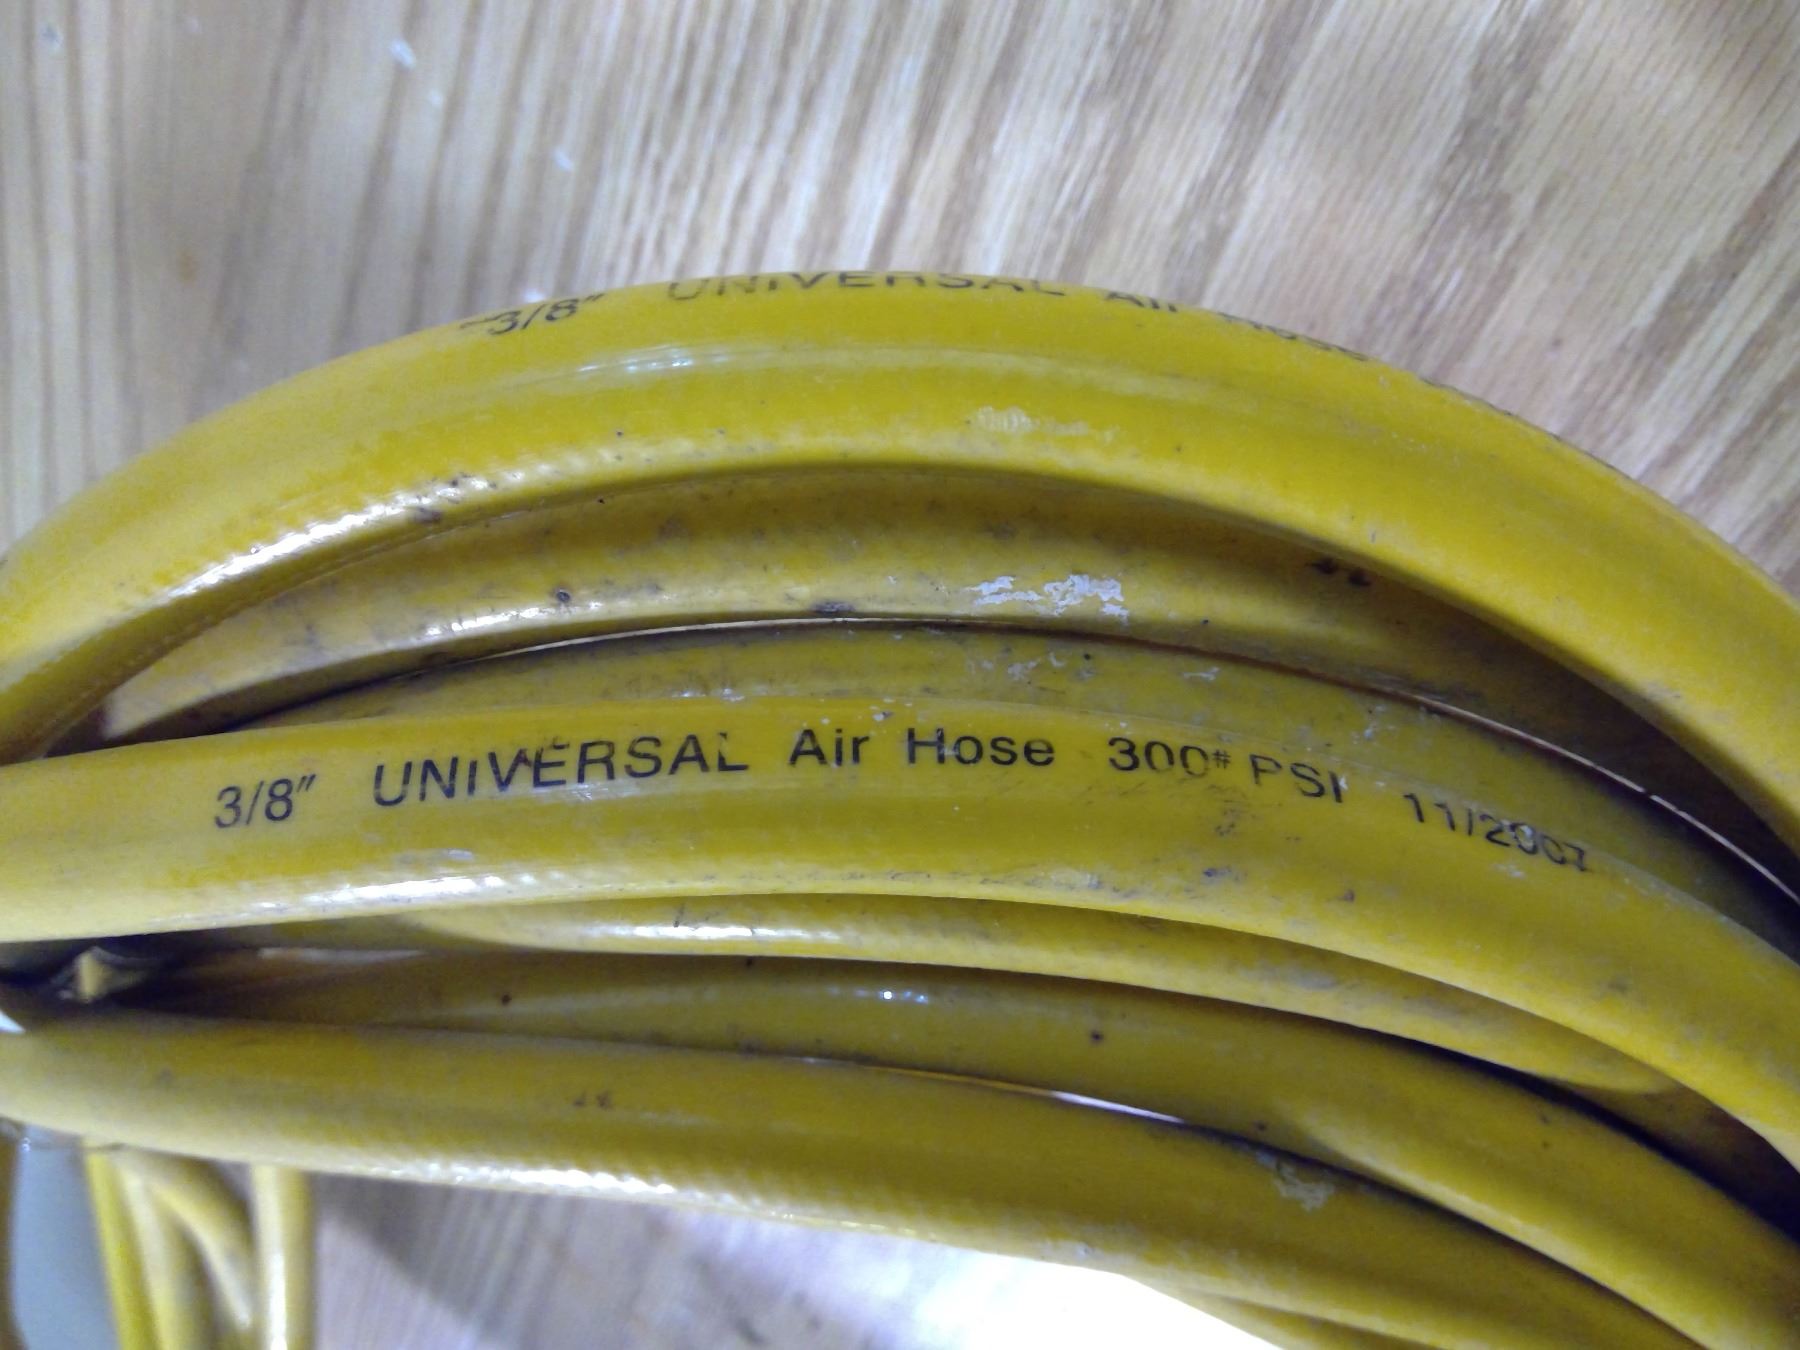 3/8" UNIVERSAL Air Hose
3/8" UNIVERSAL Air Hose 300# PSI 11/2007